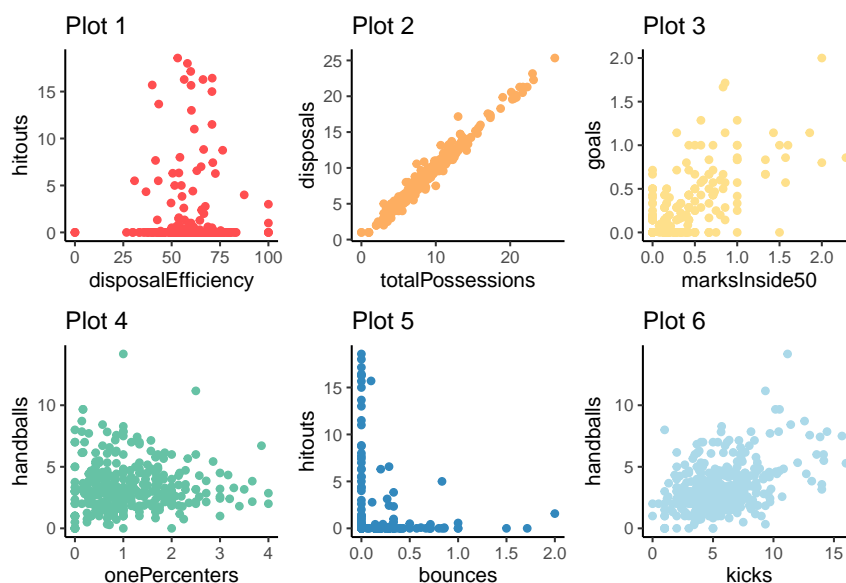 Plot 1
hitouts
15
10
5
0
0
25
50
75
100
disposalEfficiency
Plot 2
disposals
25
20
15
10
5
0
0
10
20
totalPossessions
Plot 3
goals
2.0
1.5
1.0
0.5
0.0
0.0
0.5
1.0
1.5
2.0
marksInside50
Plot 4
handballs
10
5
0
0
1
2
3
4
onePercenters
Plot 5
hitouts
15
10
5
0
0.0
0.5
1.0
1.5
2.0
bounces
Plot 6
handballs
10
5
0
0
5
10
15
kicks